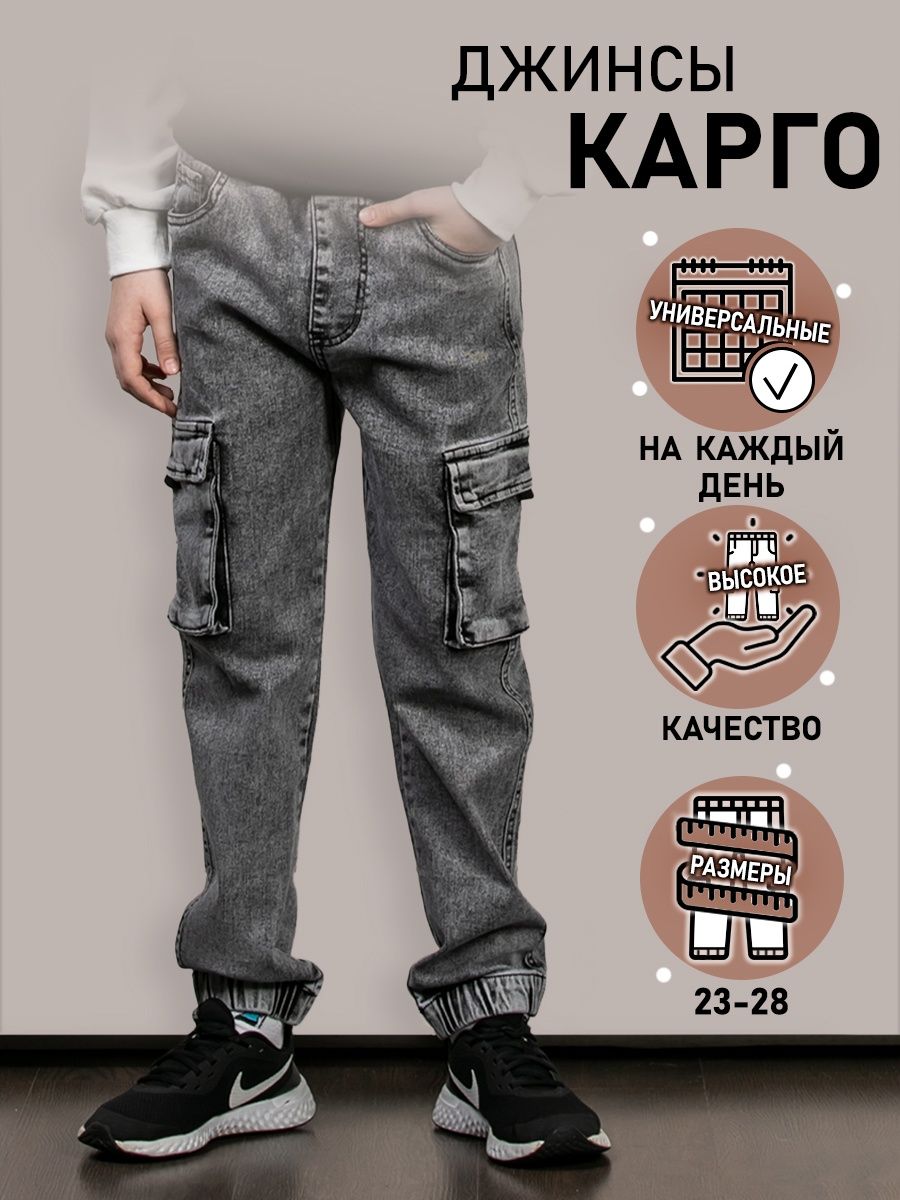 ДЖИНСЫ
КАРГО
УНИВЕРСАЛЬНЫЕ
НА КАЖДЫЙ
ДЕНЬ
ВЫСОКОЕ
КАЧЕСТВО
РАЗМЕРЫ
23-28